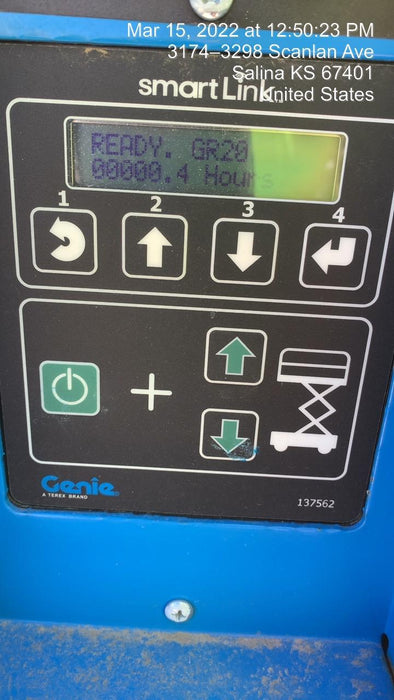 Mar 15, 2022 at 12:50:23 PM
3174-3298 Scanlan Ave
Salina KS 67401
United States
smartLink
READY. GR20
00000.4 Hours
1 2 3 4
Genie
A TEREX BRAND
137562